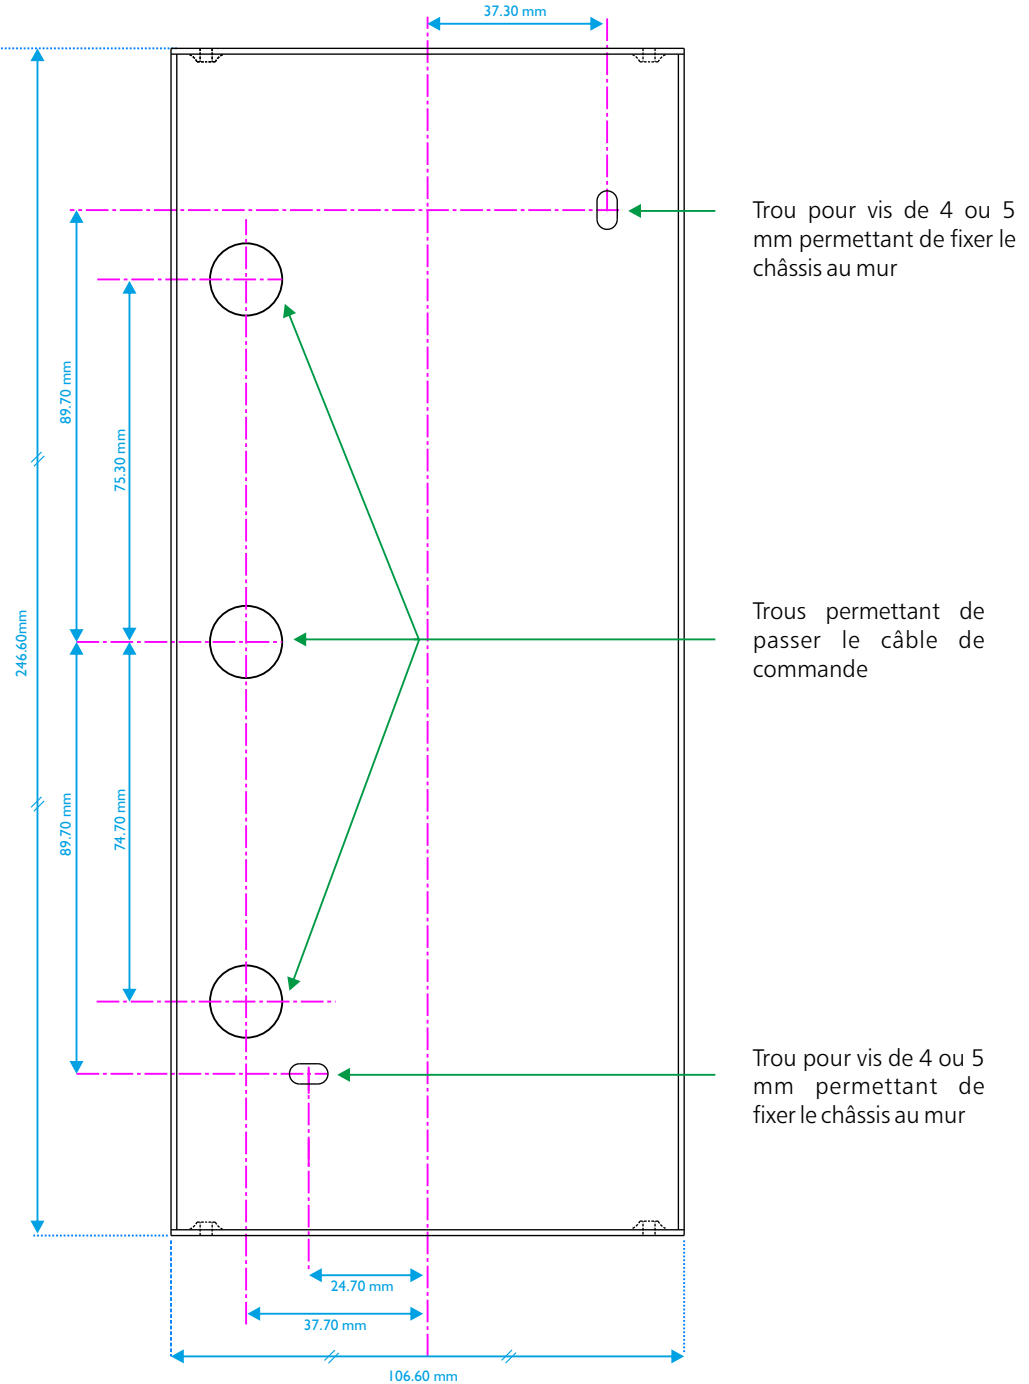 37.30 mm
Trou pour vis de 4 ou 5
mm permettant de fixer le
châssis au mur
89.70 mm
75.30 mm
246.60mm
Trous permettant de
passer le câble de
commande
89.70 mm
74.70 mm
Trou pour vis de 4 ou 5
mm permettant de
fixer le châssis au mur
24.70 mm
37.70 mm
106.60 mm